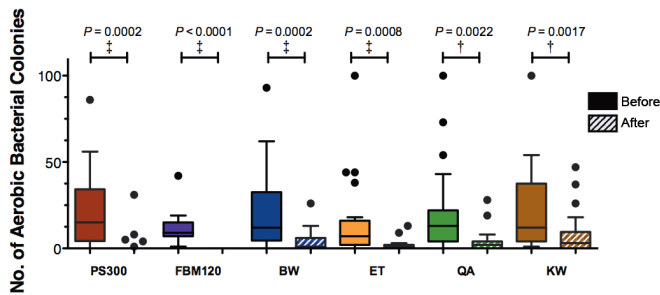 P = 0.0002 P < 0.0001 P = 0.0002 P = 0.0008 P = 0.0022 P = 0.0017
‡ ‡ ‡ ‡ † †
No. of Aerobic Bacterial Colonies
100
50
0
Before
After
PS300 FBM120 BW ET QA KW